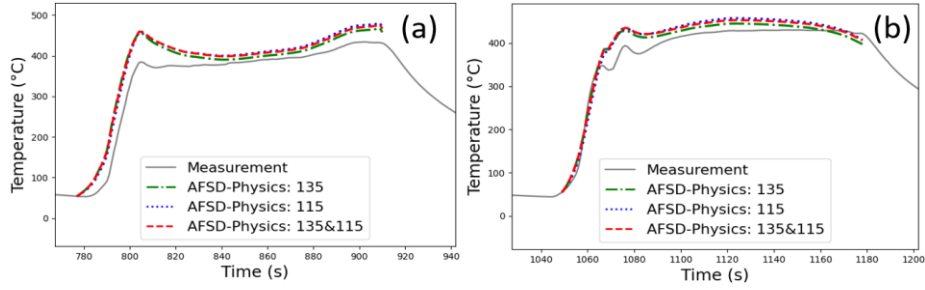 (a)
500
400
300
200
100
0
Temperature (°C)
Measurement
AFSD-Physics: 135
AFSD-Physics: 115
AFSD-Physics: 135&115
780
800
820
840
860
880
900
920
940
Time (s)
(b)
500
400
300
200
100
0
Temperature (°C)
Measurement
AFSD-Physics: 135
AFSD-Physics: 115
AFSD-Physics: 135&115
1040
1060
1080
1100
1120
1140
1160
1180
1200
Time (s)